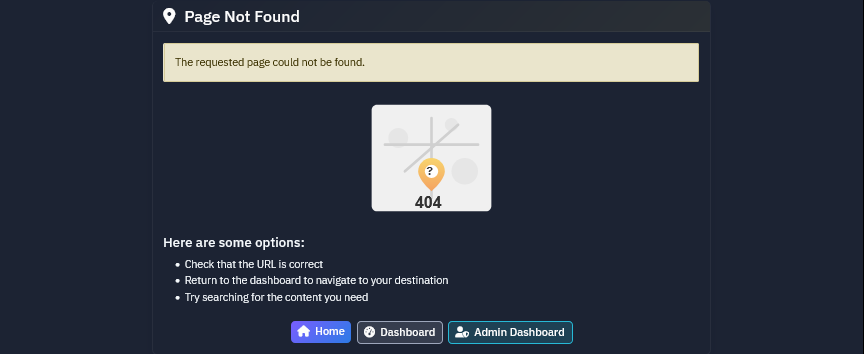 Page Not Found
The requested page could not be found.
?
404
Here are some options:
Check that the URL is correct
Return to the dashboard to navigate to your destination
Try searching for the content you need
Home Dashboard Admin Dashboard